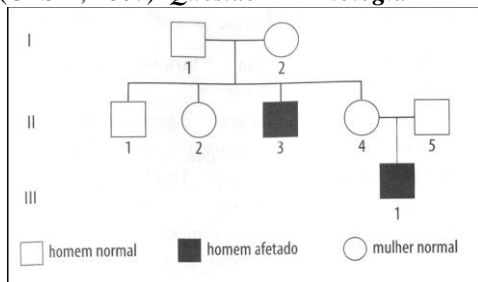 I
1 2
II
1 2 3 4 5
III
1
homem normal homem afetado mulher normal